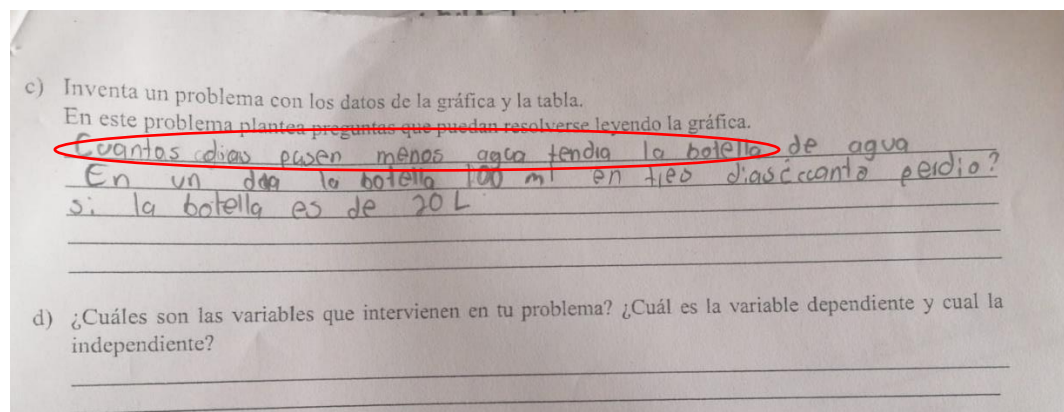 c) Inventa un problema con los datos de la gráfica y la tabla.
En este problema plantea preguntas que puedan resolverse leyendo la gráfica.
Cuantos dias pasen menos agua tendia la botella de agua
En un dda la botella 100 ml en tres dias ccanto perdio?
si la botella es de 20 L
d) ¿Cuáles son las variables que intervienen en tu problema? ¿Cuál es la variable dependiente y cual la
independiente?